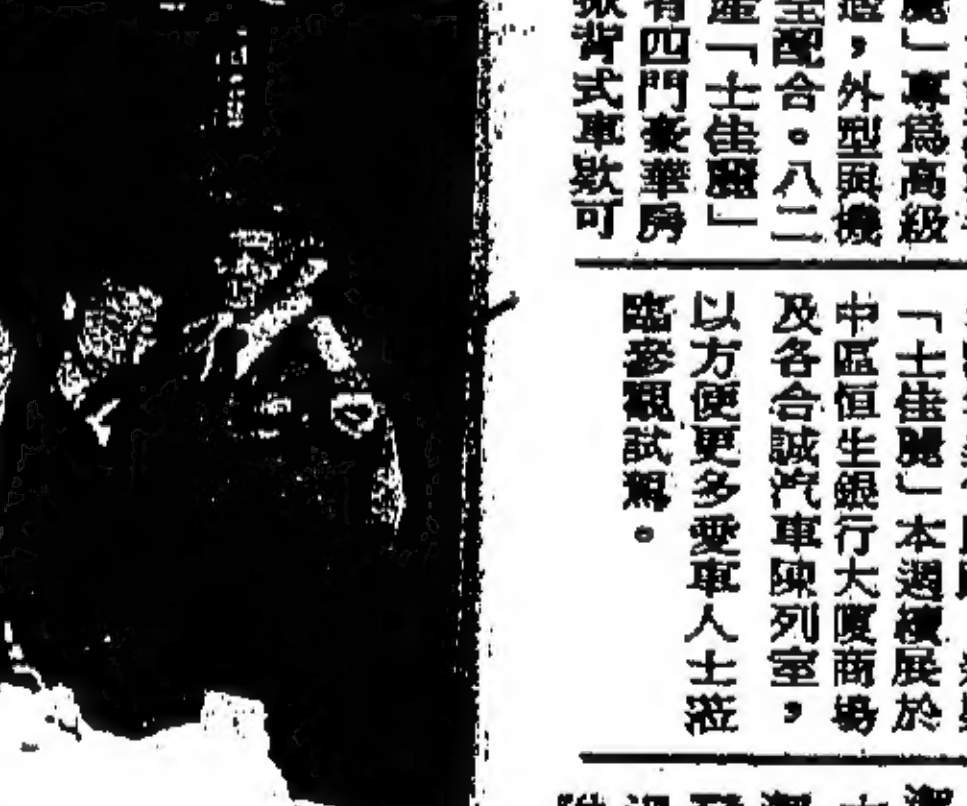 麗」專爲高級
造，外型與機
全配合。八二
產「士佳麗」
有四門豪華房
掀背式車欵可
「士佳麗」本週續展於
中區恒生銀行大廈商場
及各合誠汽車陳列室，
以方便更多愛車人士蒞
臨參觀試駕。